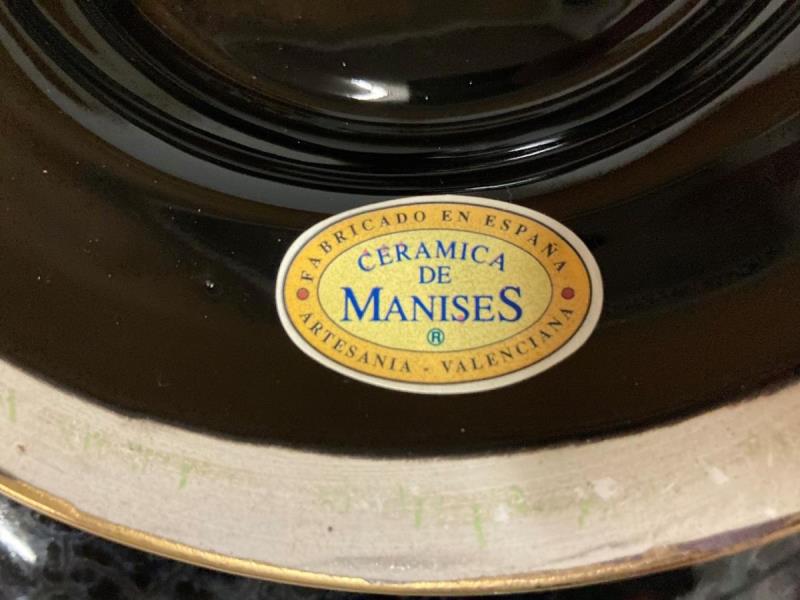 FABRICADO EN ESPAÑA
CERAMICA
DE
MANISES
®
ARTESANIA - VALENCIANA